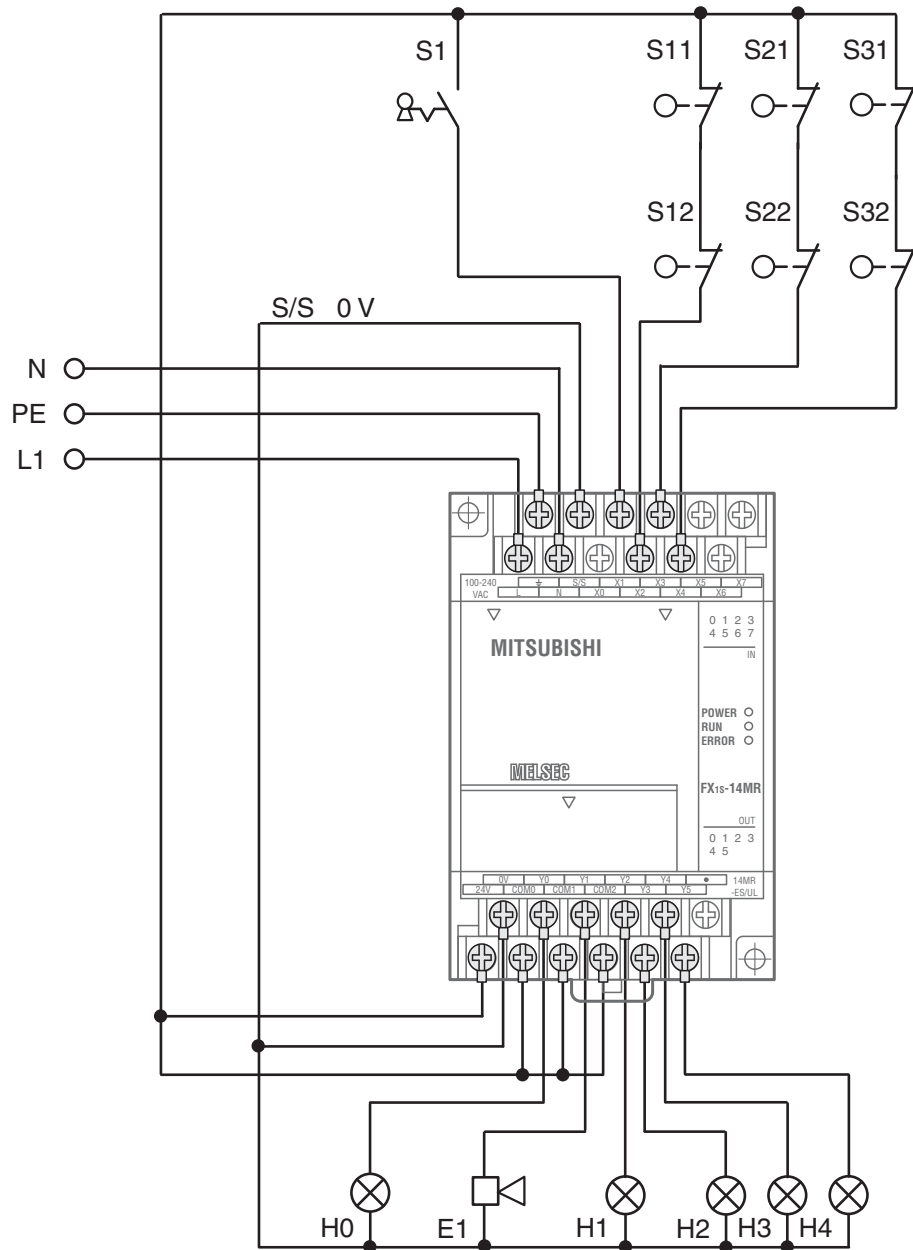 S1 S11 S21 S31
S12 S22 S32
S/S 0 V
N
PE
L1
100-240 ⏚ S/S X1 X3 X5 X7
VAC L N X0 X2 X4 X6
0 1 2 3
4 5 6 7
IN
MITSUBISHI
POWER
RUN
ERROR
MELSEC
FX1S-14MR
OUT
0 1 2 3
4 5
0V Y0 Y1 Y2 Y4 • 14MR
24V COM0 COM1 COM2 Y3 Y5 -ES/UL
H0 E1 H1 H2 H3 H4